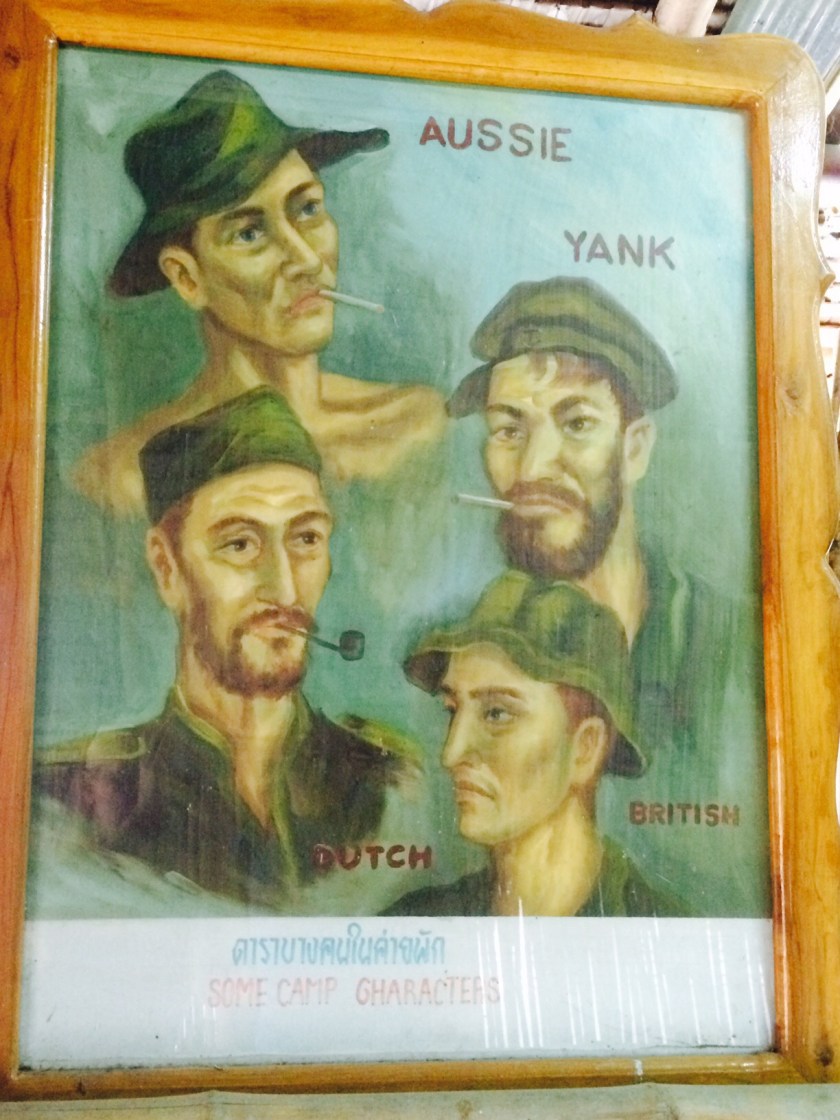 AUSSIE
YANK
BRITISH
DUTCH
ดาราบางคนในค่ายพัก
SOME CAMP GHARACTERS